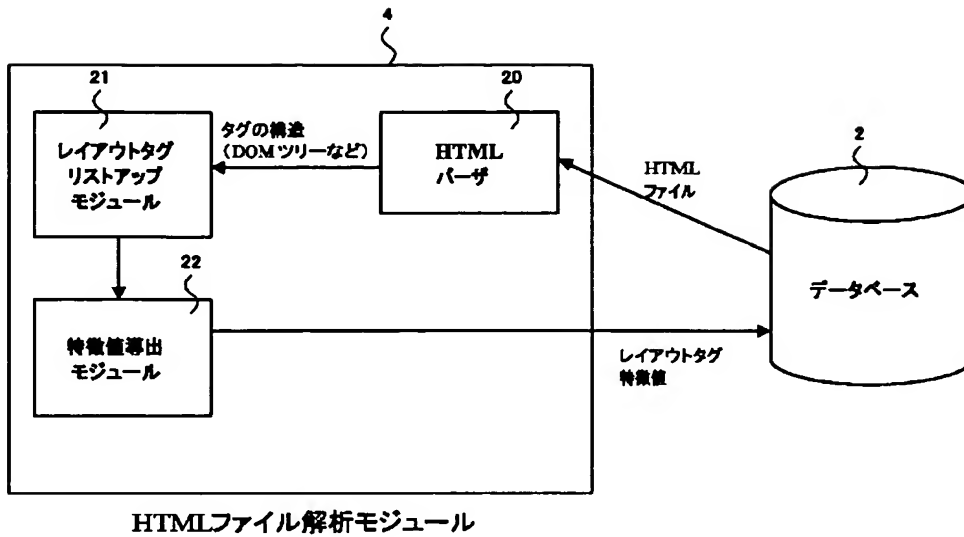 4
21
レイアウトタグ
リストアップ
モジュール
タグの構造
(DOMツリーなど)
20
HTML
パーザ
HTML
ファイル
2
データベース
22
特徴値導出
モジュール
レイアウトタグ
特徴値
HTMLファイル解析モジュール